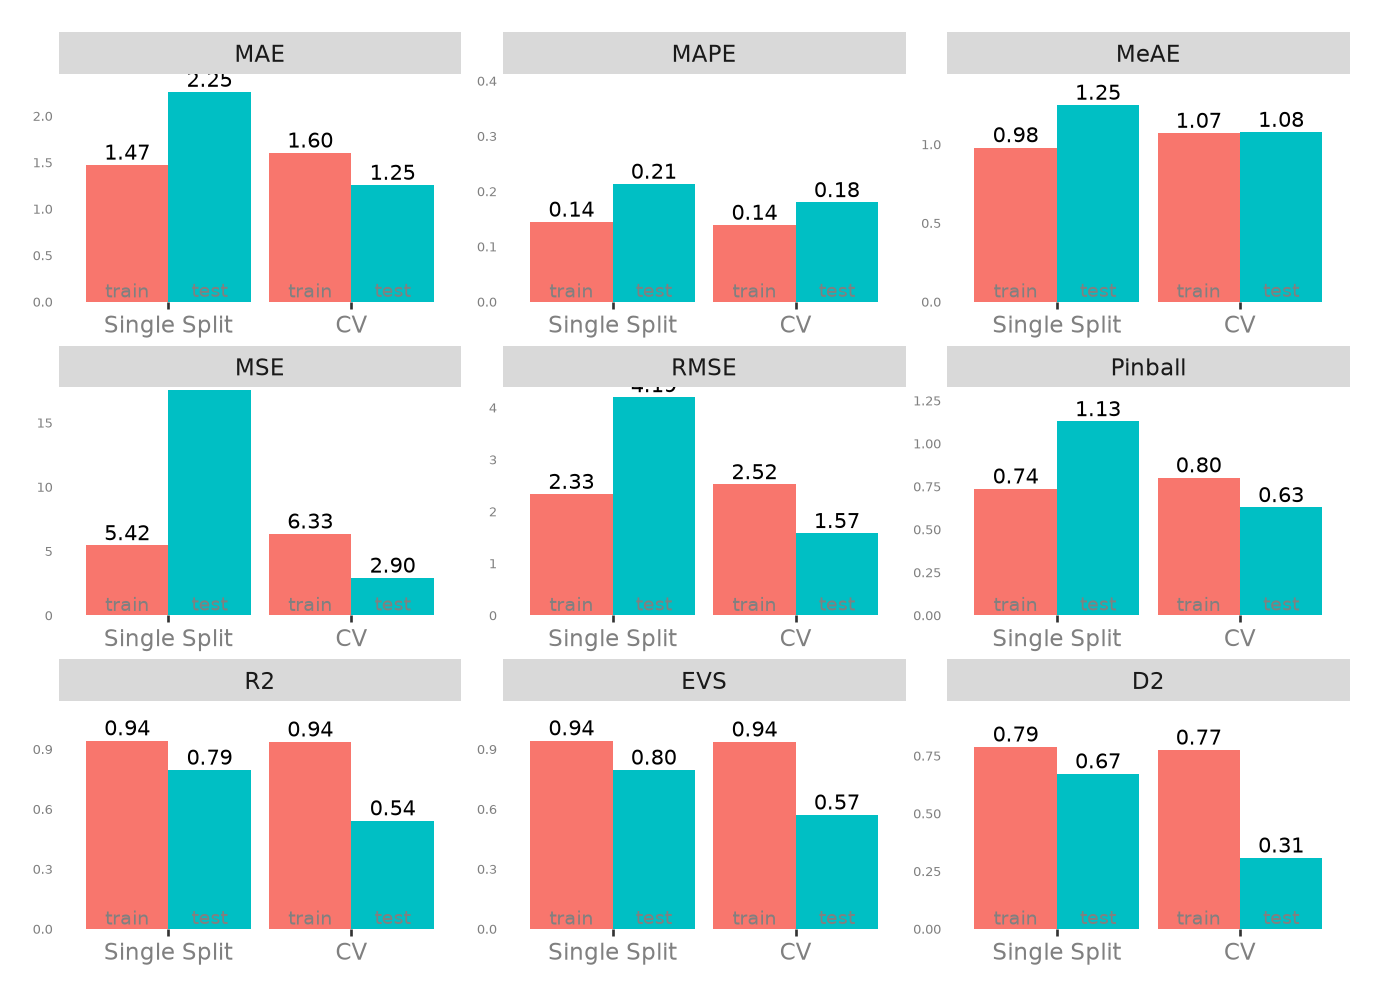 MAE
MAPE
MeAE
2.25
1.47
1.60
1.25
2.0
1.5
1.0
0.5
0.0
train
test
train
test
Single Split
CV
0.4
0.3
0.2
0.1
0.0
0.14
0.21
0.14
0.18
train
test
train
test
Single Split
CV
1.0
0.5
0.0
0.98
1.25
1.07
1.08
train
test
train
test
Single Split
CV
MSE
RMSE
Pinball
15
10
5
0
5.42
6.33
2.90
train
test
train
test
Single Split
CV
4
3
2
1
0
2.33
4.19
2.52
1.57
train
test
train
test
Single Split
CV
1.25
1.00
0.75
0.50
0.25
0.00
0.74
1.13
0.80
0.63
train
test
train
test
Single Split
CV
R2
EVS
D2
0.9
0.6
0.3
0.0
0.94
0.79
0.94
0.54
train
test
train
test
Single Split
CV
0.9
0.6
0.3
0.0
0.94
0.80
0.94
0.57
train
test
train
test
Single Split
CV
0.75
0.50
0.25
0.00
0.79
0.67
0.77
0.31
train
test
train
test
Single Split
CV